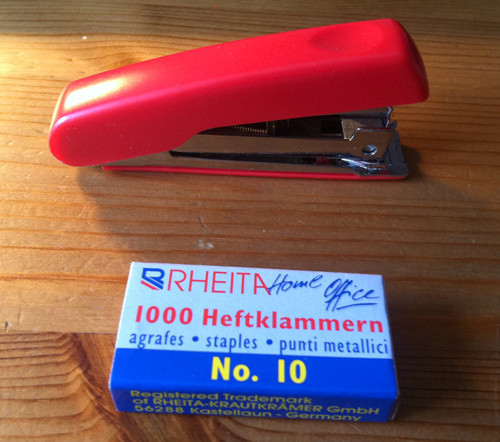 RHEITA Home Office
1000 Heftklammern
agrafes • staples • punti metallici
No. 10
Registered Trademark
of RHEITA-KRAUTKRÄMER GmbH
56288 Kastellaun - Germany